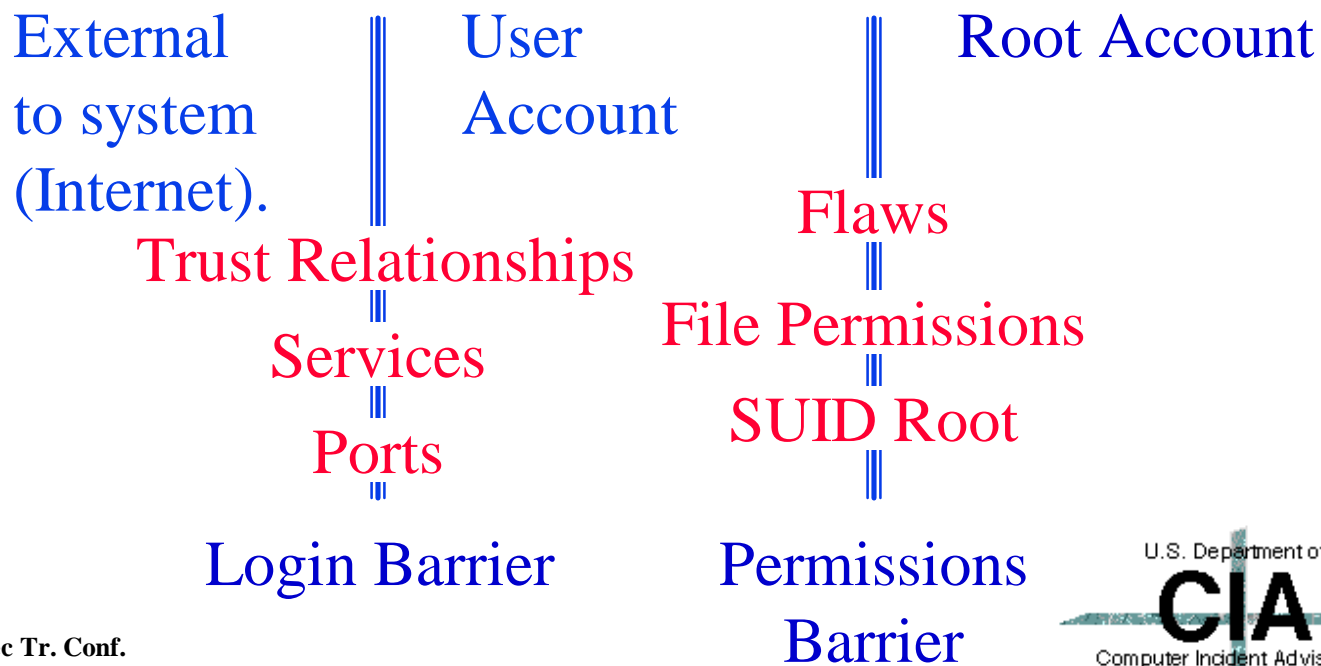 External
to system
(Internet).
User
Account
Root Account
Trust Relationships
Services
Ports
Flaws
File Permissions
SUID Root
Login Barrier
Permissions
Barrier
c Tr. Conf.
U.S. Department of
CIA
Computer Incident Advis